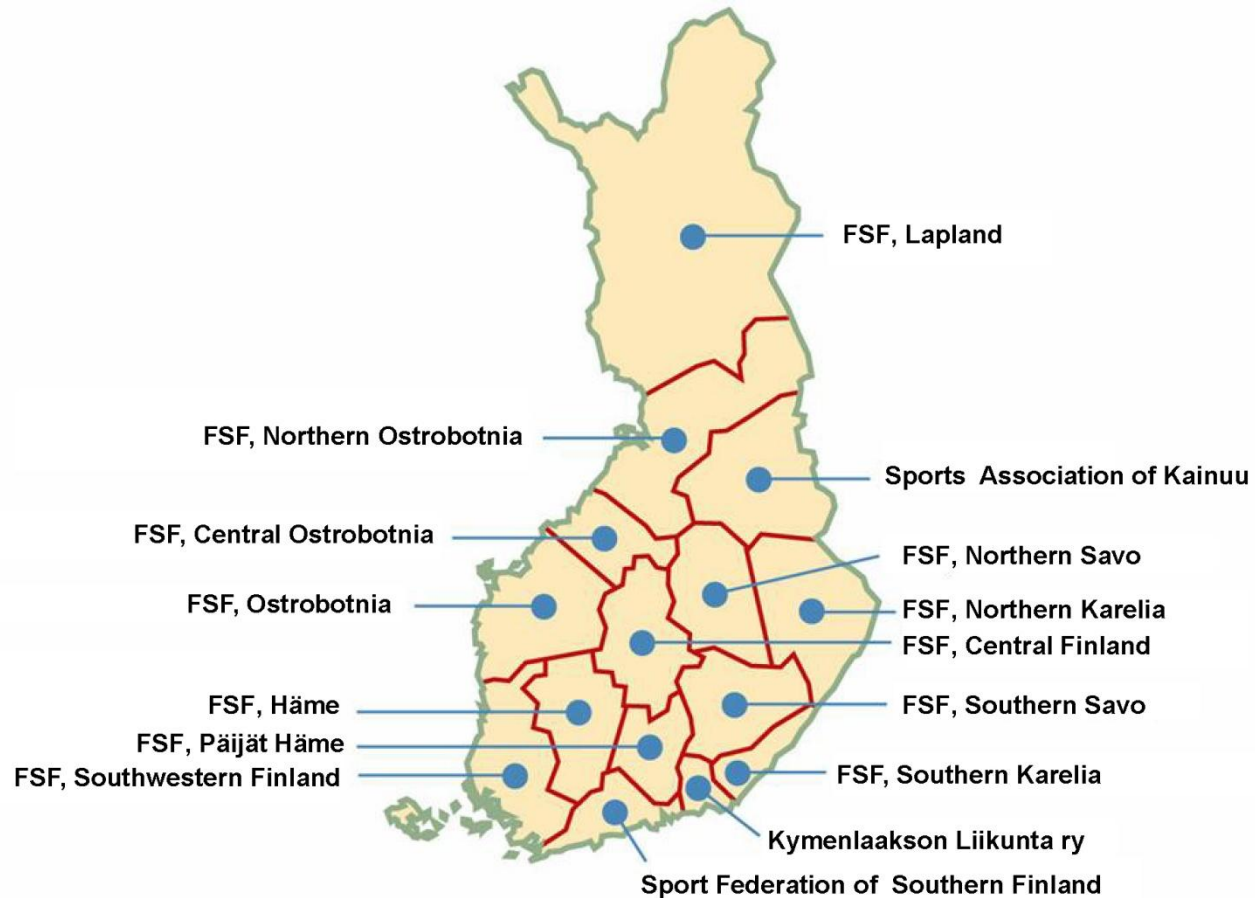 FSF, Lapland
FSF, Northern Ostrobotnia
Sports Association of Kainuu
FSF, Central Ostrobotnia
FSF, Northern Savo
FSF, Ostrobotnia
FSF, Northern Karelia
FSF, Central Finland
FSF, Häme
FSF, Southern Savo
FSF, Päijät Häme
FSF, Southwestern Finland
FSF, Southern Karelia
Kymenlaakson Liikunta ry
Sport Federation of Southern Finland